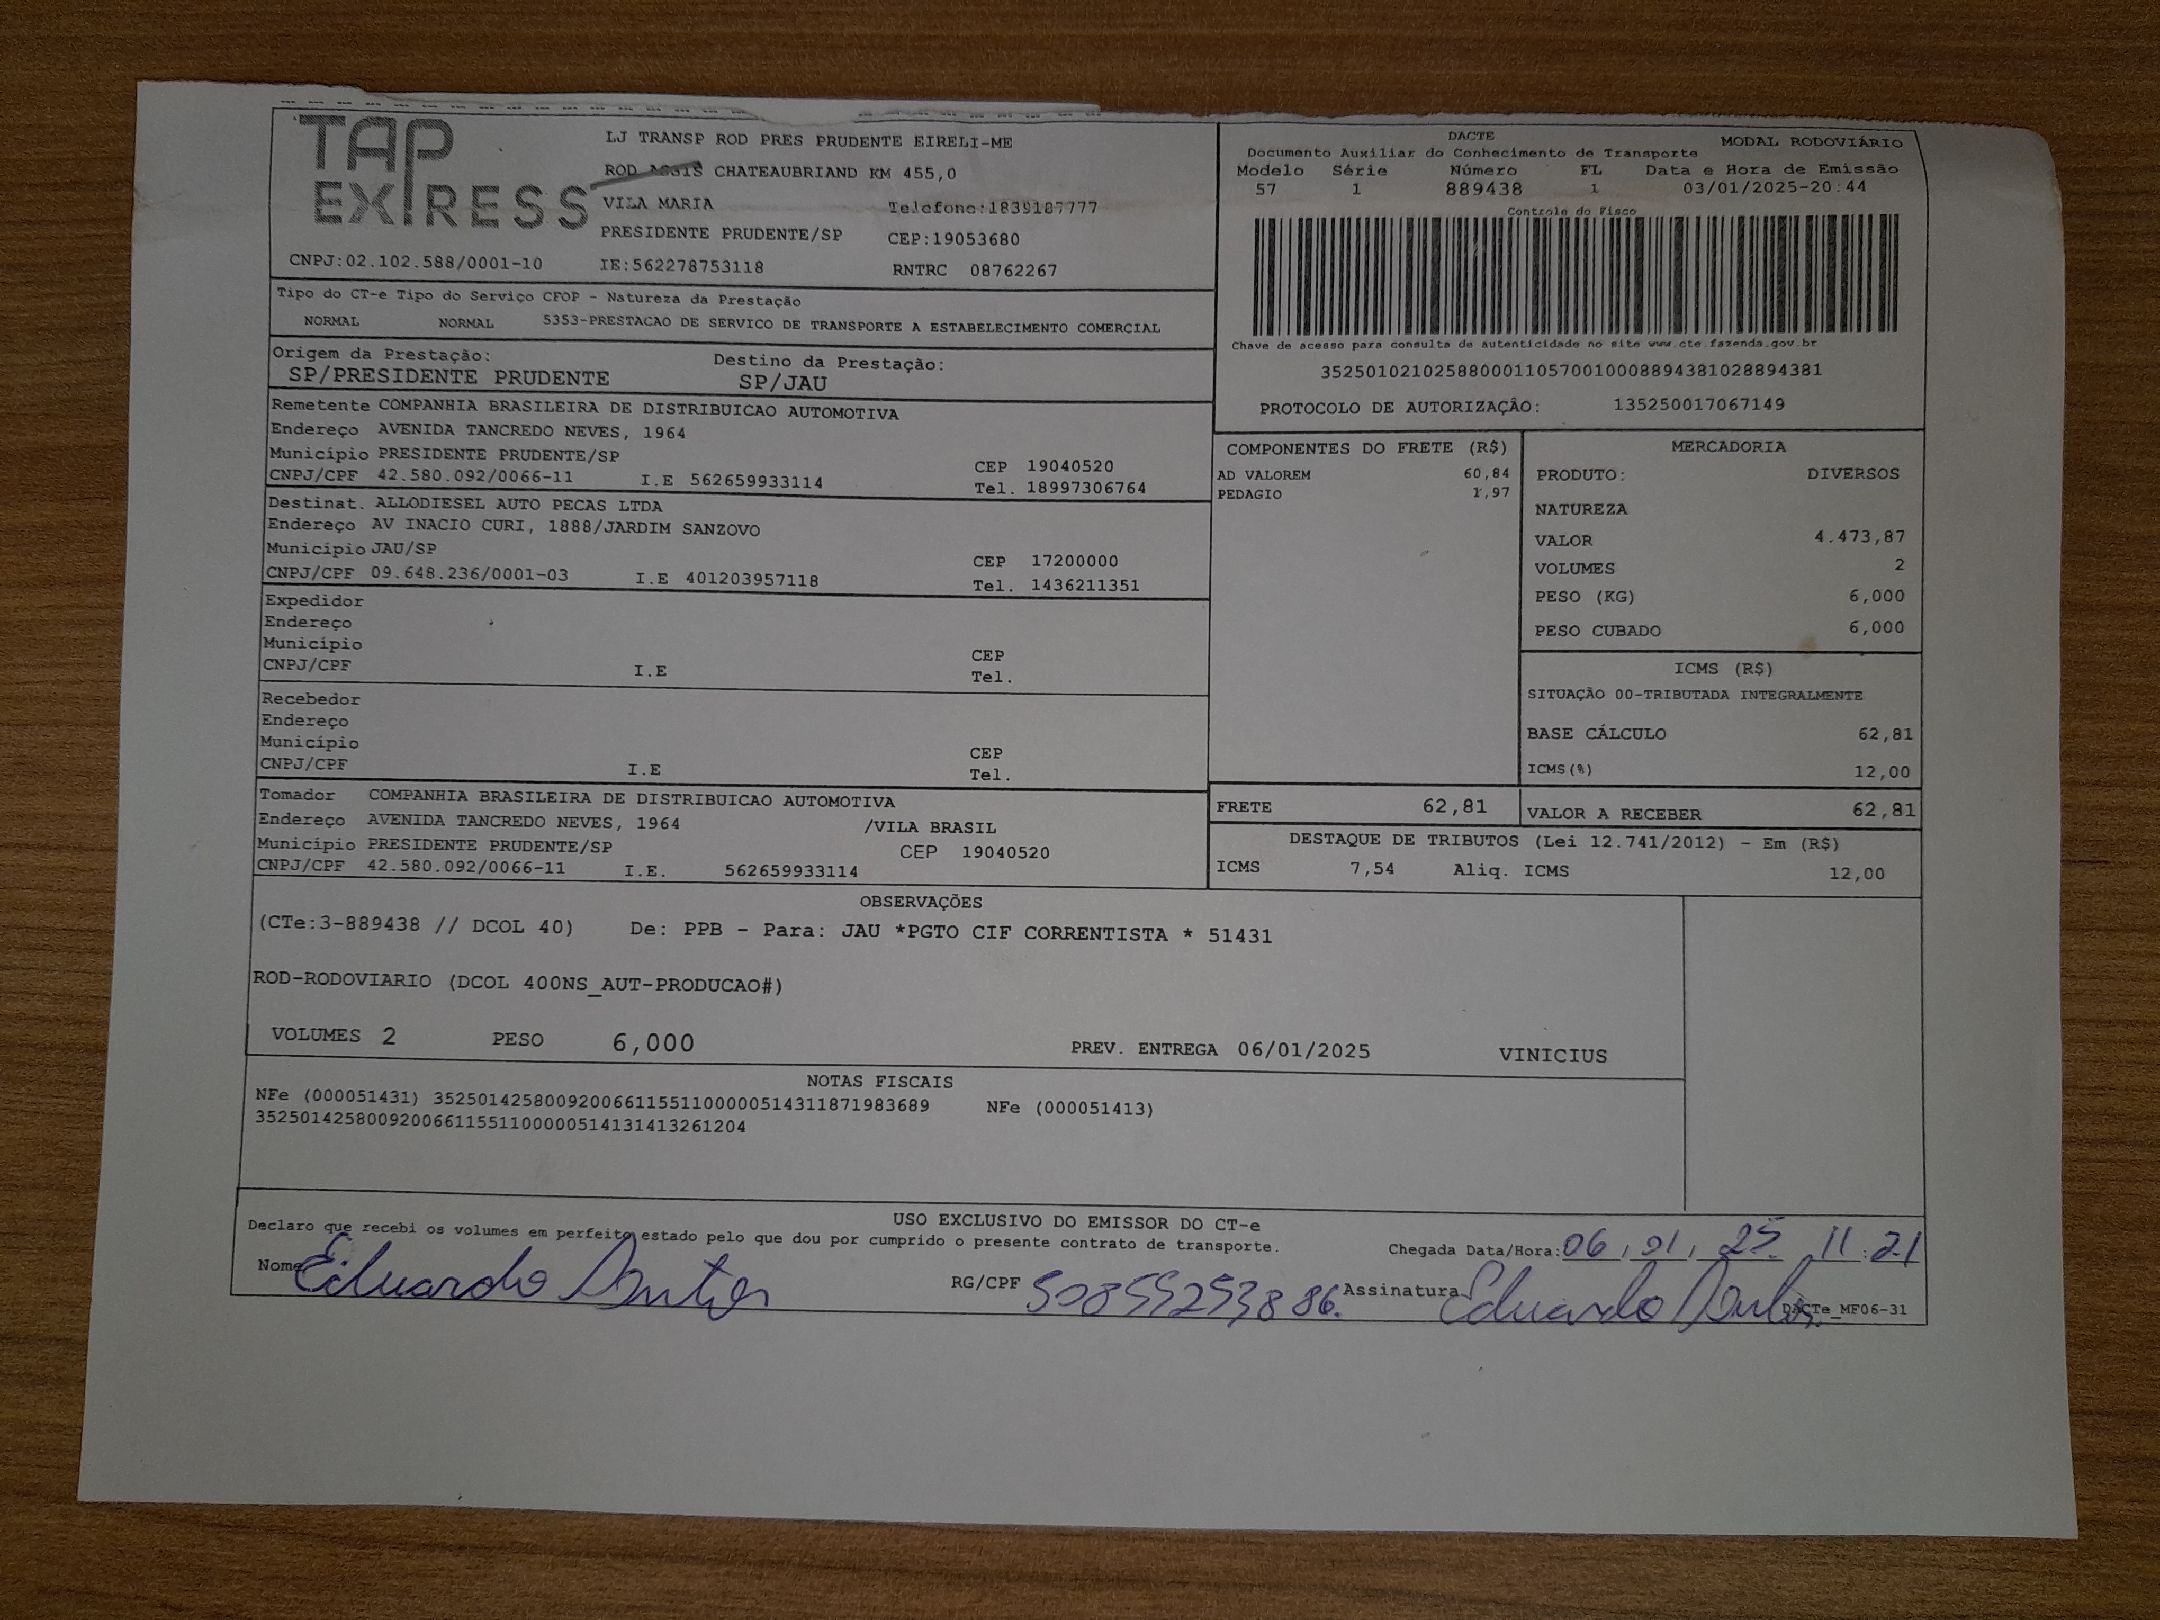 TAP EXPRESS
LJ TRANSP ROD PRES PRUDENTE EIRELI-ME
ROD ASSIS CHATEAUBRIAND KM 455,0
VILA MARIA Telefone:1839187777
PRESIDENTE PRUDENTE/SP CEP:19053680
CNPJ:02.102.588/0001-10 IE:562278753118 RNTRC 08762267
DACTE MODAL RODOVIÁRIO
Documento Auxiliar do Conhecimento de Transporte
Modelo Série Número FL Data e Hora de Emissão
57 1 889438 1 03/01/2025-20:44
Controle do Fisco
Chave de acesso para consulta de autenticidade no site www.cte.fazenda.gov.br
35250102102588000110570010008894381028894381
PROTOCOLO DE AUTORIZAÇÃO: 135250017067149
Tipo do CT-e Tipo do Serviço CFOP - Natureza da Prestação
NORMAL NORMAL 5353-PRESTACAO DE SERVICO DE TRANSPORTE A ESTABELECIMENTO COMERCIAL
Origem da Prestação: Destino da Prestação:
SP/PRESIDENTE PRUDENTE SP/JAU
Remetente COMPANHIA BRASILEIRA DE DISTRIBUICAO AUTOMOTIVA
Endereço AVENIDA TANCREDO NEVES, 1964
Município PRESIDENTE PRUDENTE/SP CEP 19040520
CNPJ/CPF 42.580.092/0066-11 I.E 562659933114 Tel. 18997306764
Destinat. ALLODIESEL AUTO PECAS LTDA
Endereço AV INACIO CURI, 1888/JARDIM SANZOVO
Município JAU/SP CEP 17200000
CNPJ/CPF 09.648.236/0001-03 I.E 401203957118 Tel. 1436211351
Expedidor
Endereço
Município CEP
CNPJ/CPF I.E Tel.
Recebedor
Endereço
Município CEP
CNPJ/CPF I.E Tel.
Tomador COMPANHIA BRASILEIRA DE DISTRIBUICAO AUTOMOTIVA
Endereço AVENIDA TANCREDO NEVES, 1964 /VILA BRASIL
Município PRESIDENTE PRUDENTE/SP CEP 19040520
CNPJ/CPF 42.580.092/0066-11 I.E. 562659933114
COMPONENTES DO FRETE (R$)
AD VALOREM 60,84
PEDAGIO 1,97
MERCADORIA
PRODUTO: DIVERSOS
NATUREZA
VALOR 4.473,87
VOLUMES 2
PESO (KG) 6,000
PESO CUBADO 6,000
ICMS (R$)
SITUAÇÃO 00-TRIBUTADA INTEGRALMENTE
BASE CÁLCULO 62,81
ICMS(%) 12,00
FRETE 62,81 VALOR A RECEBER 62,81
DESTAQUE DE TRIBUTOS (Lei 12.741/2012) - Em (R$)
ICMS 7,54 Aliq. ICMS 12,00
OBSERVAÇÕES
(CTe:3-889438 // DCOL 40) De: PPB - Para: JAU *PGTO CIF CORRENTISTA * 51431
ROD-RODOVIARIO (DCOL 400NS_AUT-PRODUCAO#)
VOLUMES 2 PESO 6,000 PREV. ENTREGA 06/01/2025 VINICIUS
NOTAS FISCAIS
NFe (000051431) 35250142580092006611551100000514311871983689 NFe (000051413)
35250142580092006611551100000514131413261204
USO EXCLUSIVO DO EMISSOR DO CT-e
Declaro que recebi os volumes em perfeito estado pelo que dou por cumprido o presente contrato de transporte.
Chegada Data/Hora: 06, 01, 25. 11:21
Nome Eduardo RG/CPF 50855253886. Assinatura Eduardo
DACTe_MF06-31